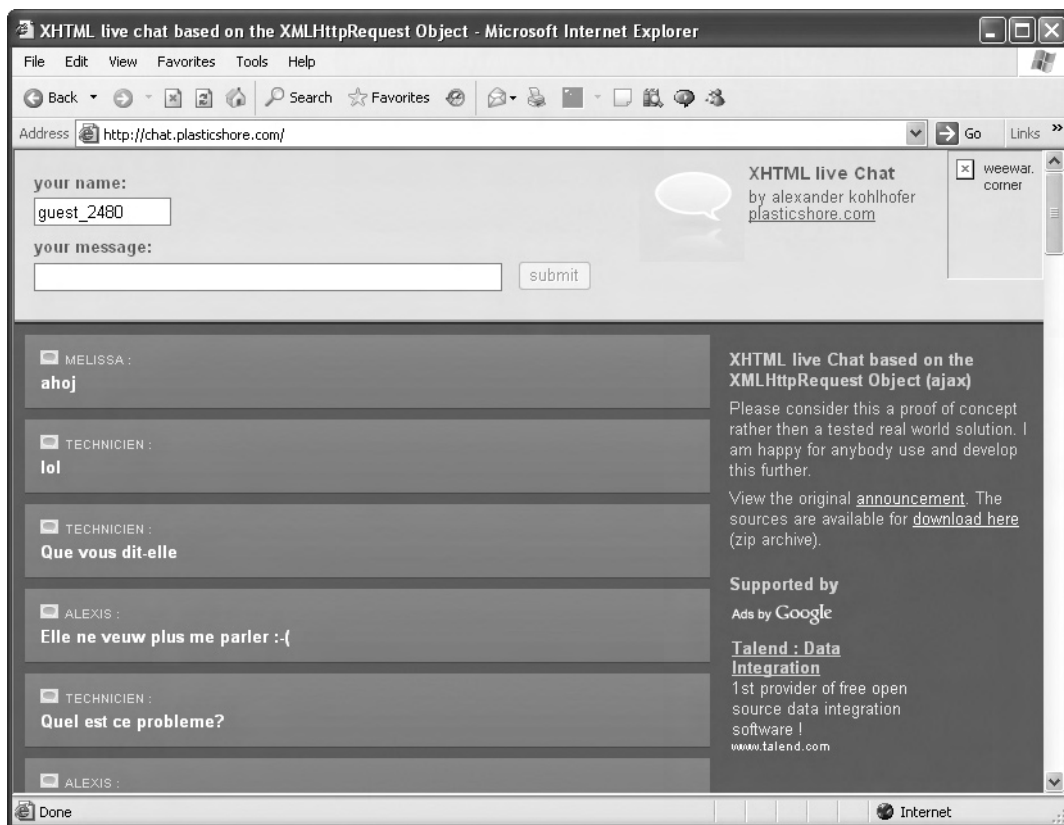 XHTML live chat based on the XMLHttpRequest Object - Microsoft Internet Explorer
File Edit View Favorites Tools Help
Back Search Favorites
Address http://chat.plasticshore.com/ Go Links »
your name:
guest_2480
your message:
submit
XHTML live Chat
by alexander kohlhofer
plasticshore.com
weewar.
corner
MELISSA :
ahoj
TECHNICIEN :
lol
TECHNICIEN :
Que vous dit-elle
ALEXIS :
Elle ne veuw plus me parler :-(
TECHNICIEN :
Quel est ce probleme?
ALEXIS :
XHTML live Chat based on the
XMLHttpRequest Object (ajax)
Please consider this a proof of concept
rather then a tested real world solution. I
am happy for anybody use and develop
this further.
View the original announcement. The
sources are available for download here
(zip archive).
Supported by
Ads by Google
Talend : Data
Integration
1st provider of free open
source data integration
software !
www.talend.com
Done Internet